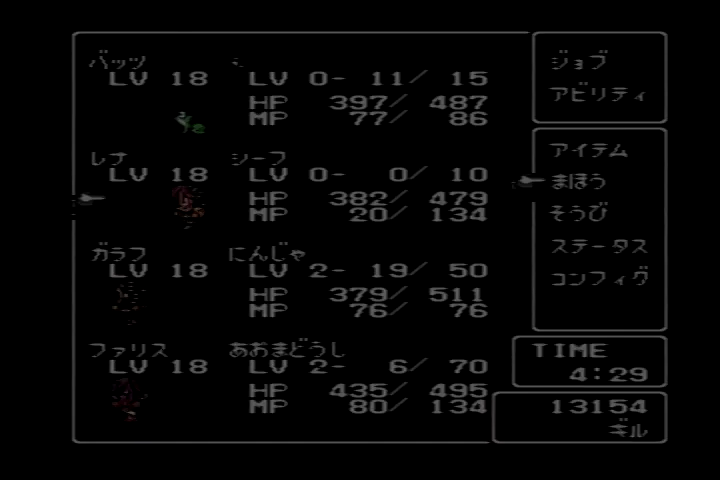 バッツ
LV 18 LV 0- 11/ 15
HP 397/ 487
MP 77/ 86
レナ シーフ
LV 18 LV 0- 0/ 10
HP 382/ 479
MP 20/ 134
ガラフ にんじゃ
LV 18 LV 2- 19/ 50
HP 379/ 511
MP 76/ 76
ファリス あおまどうし
LV 18 LV 2- 6/ 70
HP 435/ 495
MP 80/ 134
ジョブ
アビリティ
アイテム
まほう
そうび
ステータス
コンフィグ
TIME
4:29
13154
ギル